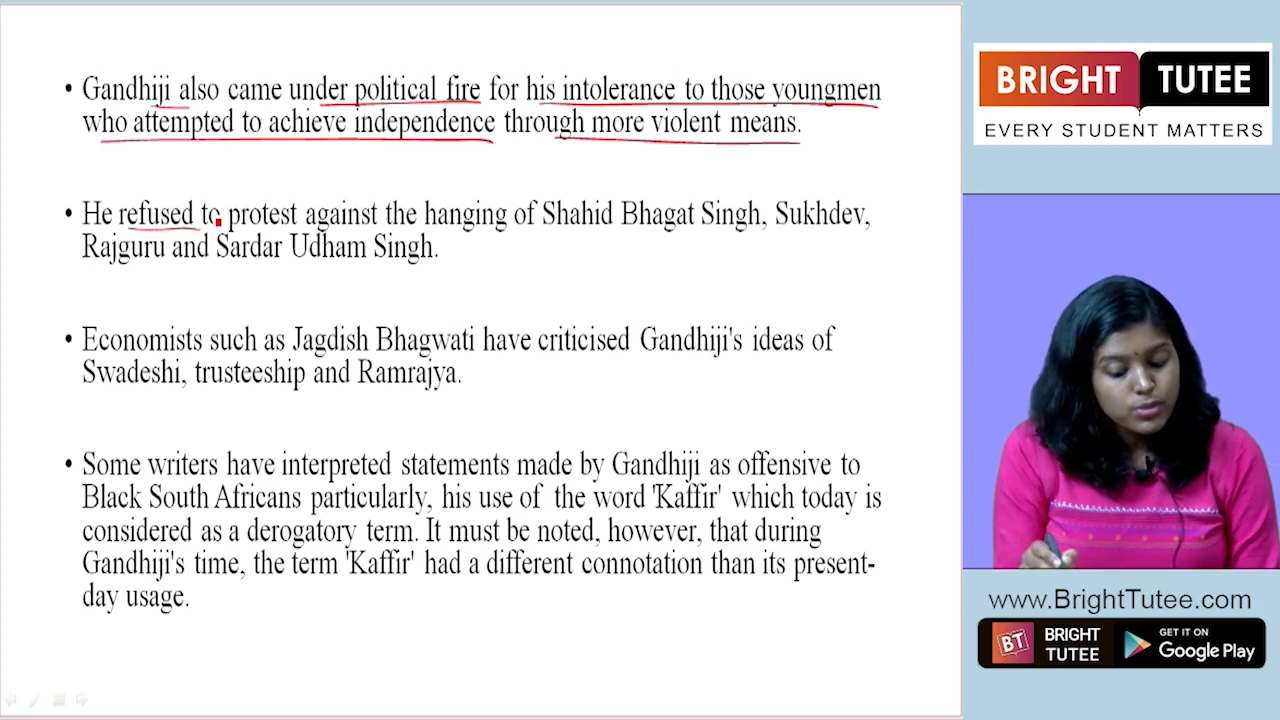 • Gandhiji also came under political fire for his intolerance to those youngmen
who attempted to achieve independence through more violent means.
• He refused to protest against the hanging of Shahid Bhagat Singh, Sukhdev,
Rajguru and Sardar Udham Singh.
• Economists such as Jagdish Bhagwati have criticised Gandhiji's ideas of
Swadeshi, trusteeship and Ramrajya.
• Some writers have interpreted statements made by Gandhiji as offensive to
Black South Africans particularly, his use of the word 'Kaffir' which today is
considered as a derogatory term. It must be noted, however, that during
Gandhiji's time, the term 'Kaffir' had a different connotation than its present-
day usage.
BRIGHT TUTEE
EVERY STUDENT MATTERS
www.BrightTutee.com
BT
BRIGHT
TUTEE
GET IT ON
Google Play